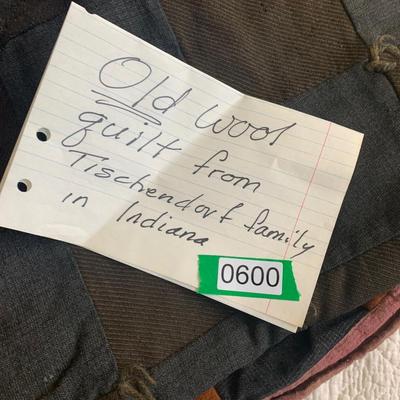 Old wool
quilt from
Tischendorf family
in Indiana
0600